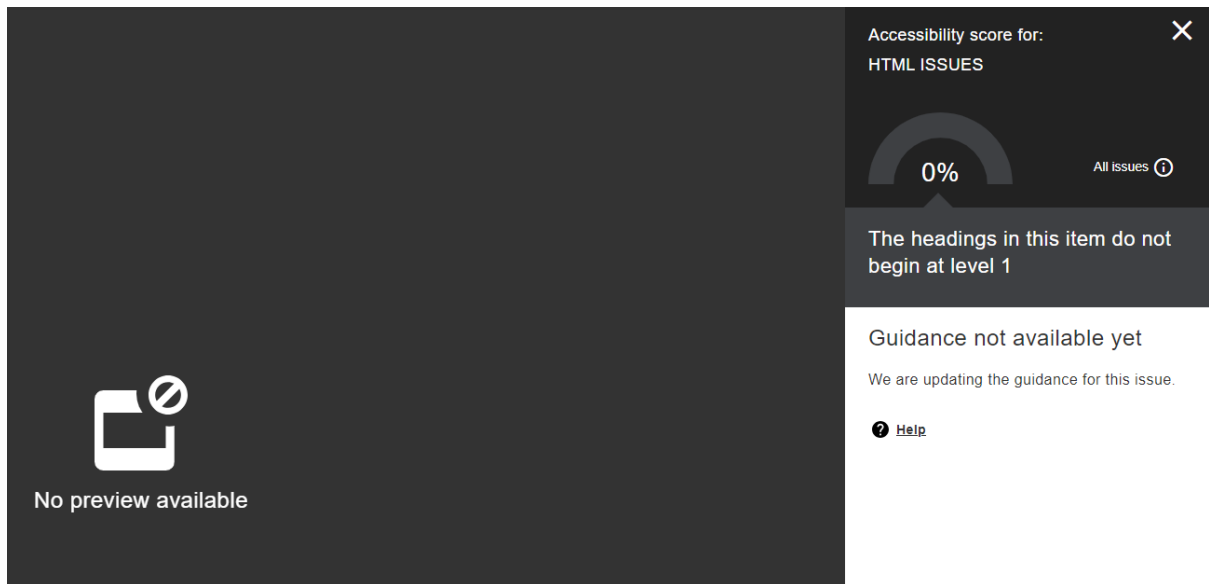 Accessibility score for:
HTML ISSUES
0%
All issues
The headings in this item do not
begin at level 1
Guidance not available yet
We are updating the guidance for this issue.
Help
No preview available